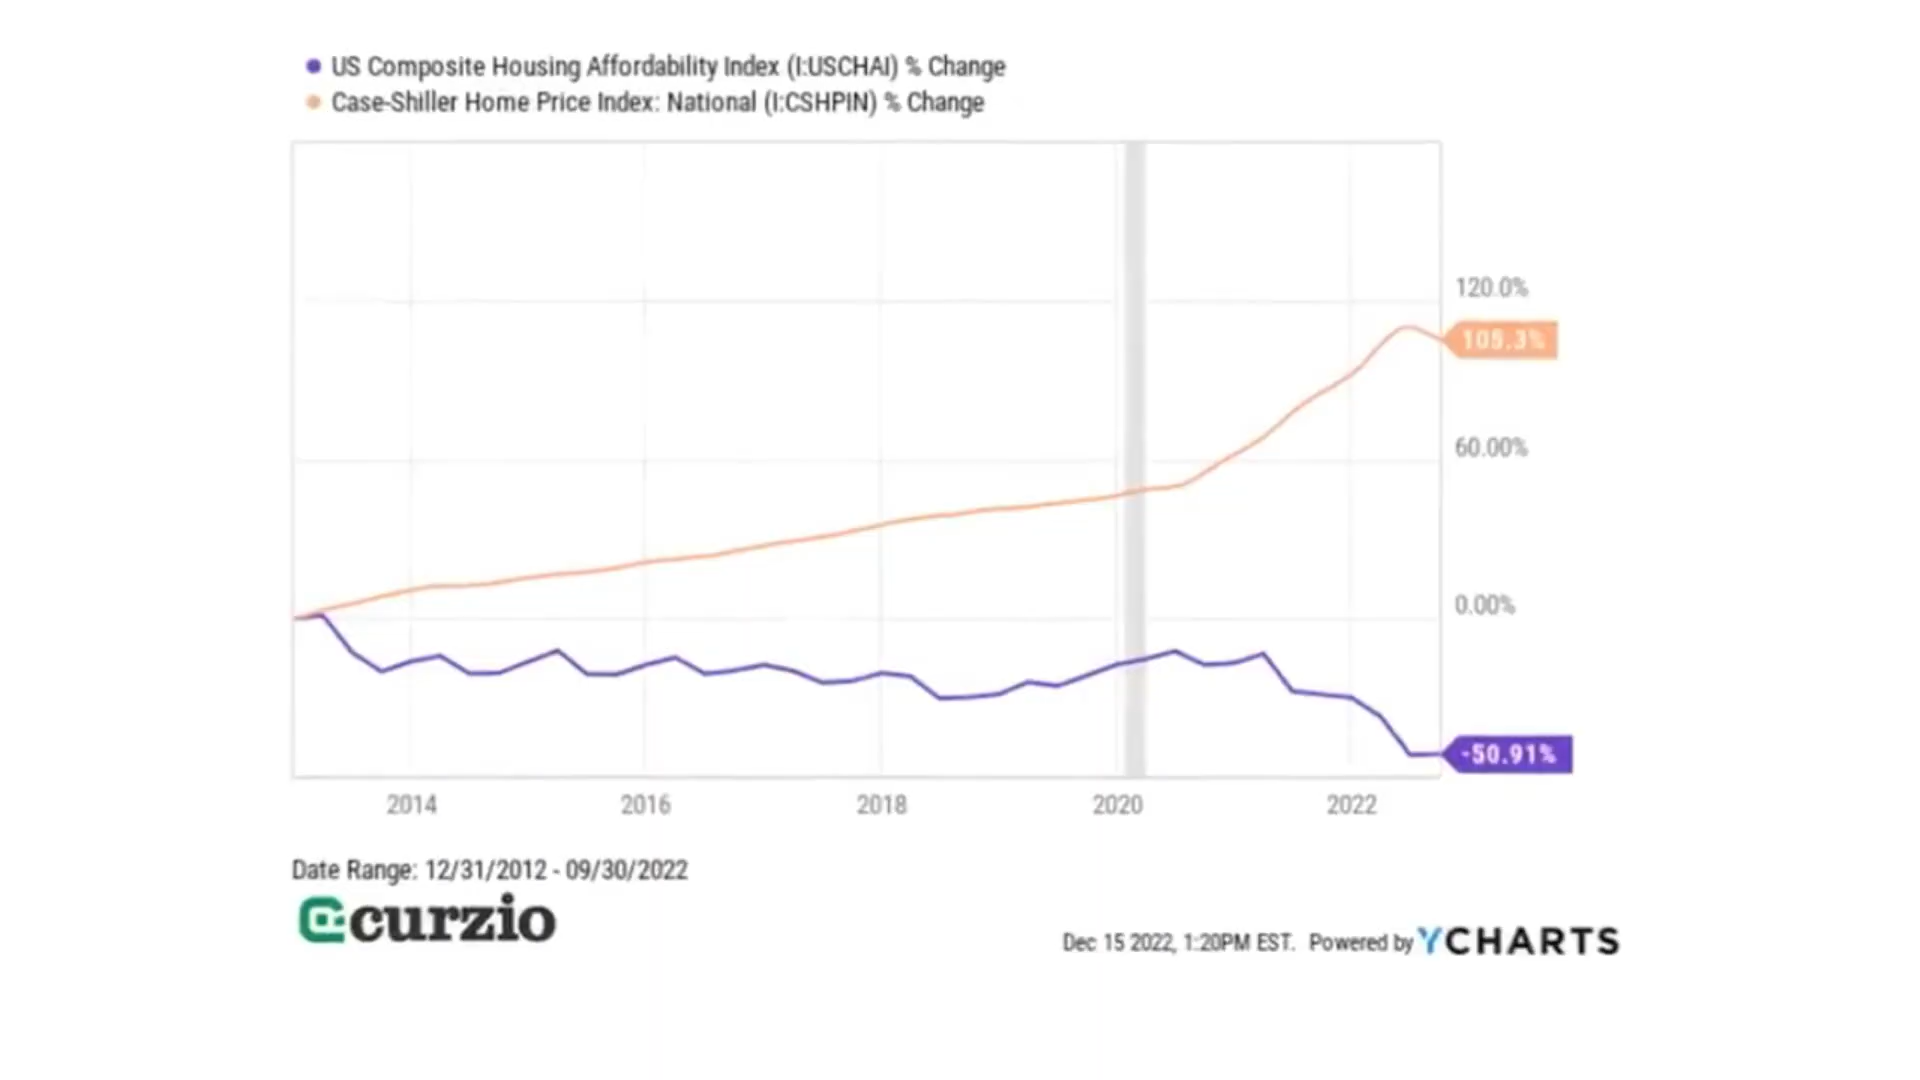 US Composite Housing Affordability Index (I:USCHAI) % Change
Case-Shiller Home Price Index: National (I:CSHPIN) % Change
120.0%
105.3%
60.00%
0.00%
-50.91%
2014 2016 2018 2020 2022
Date Range: 12/31/2012 - 09/30/2022
curzio
Dec 15 2022, 1:20PM EST. Powered by YCHARTS